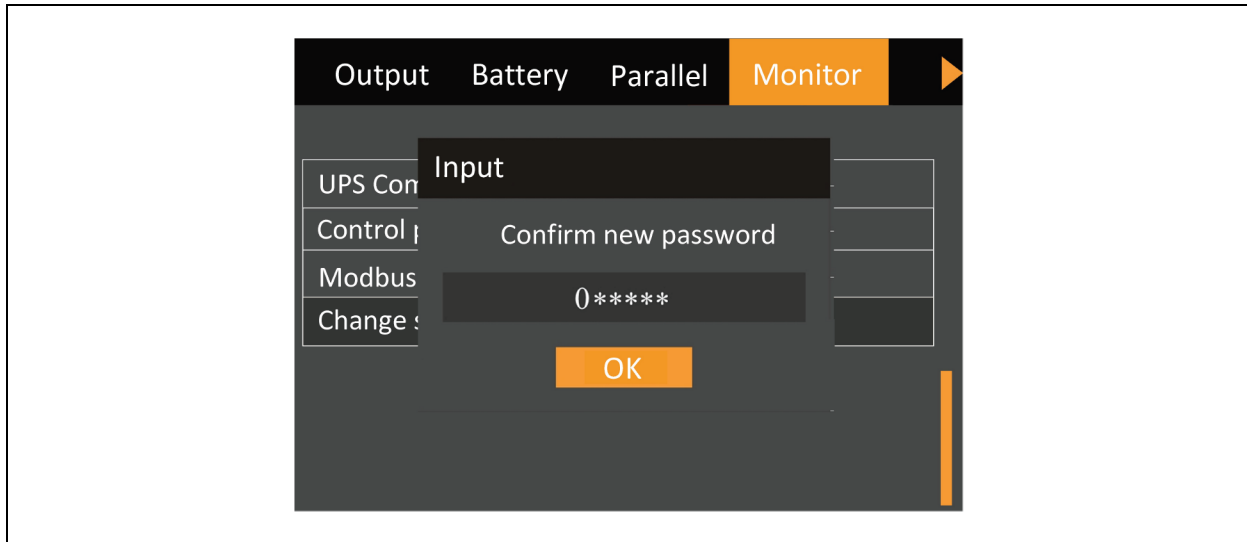 Output Battery Parallel Monitor
Input
UPS Com
Control
Confirm new password
Modbus
0*****
Change
OK